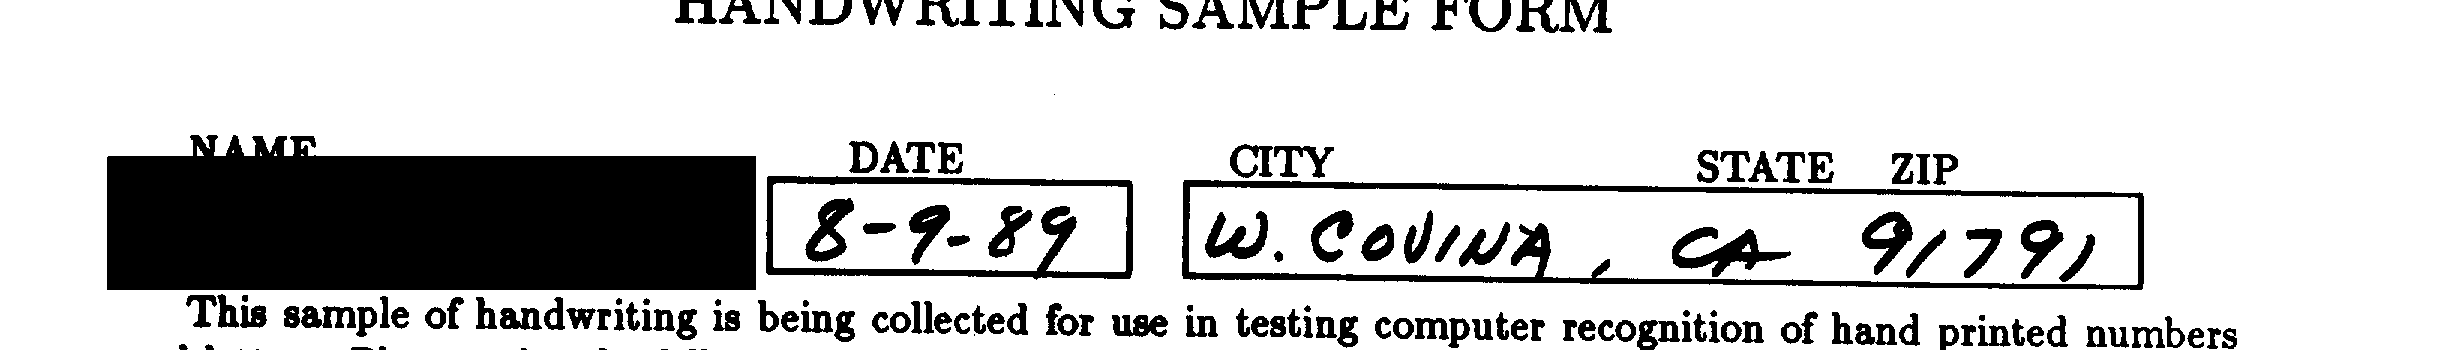 HANDWRITING SAMPLE FORM
NAME DATE CITY STATE ZIP
8-9-89 W. COVINA, CA 91791
This sample of handwriting is being collected for use in testing computer recognition of hand printed numbers